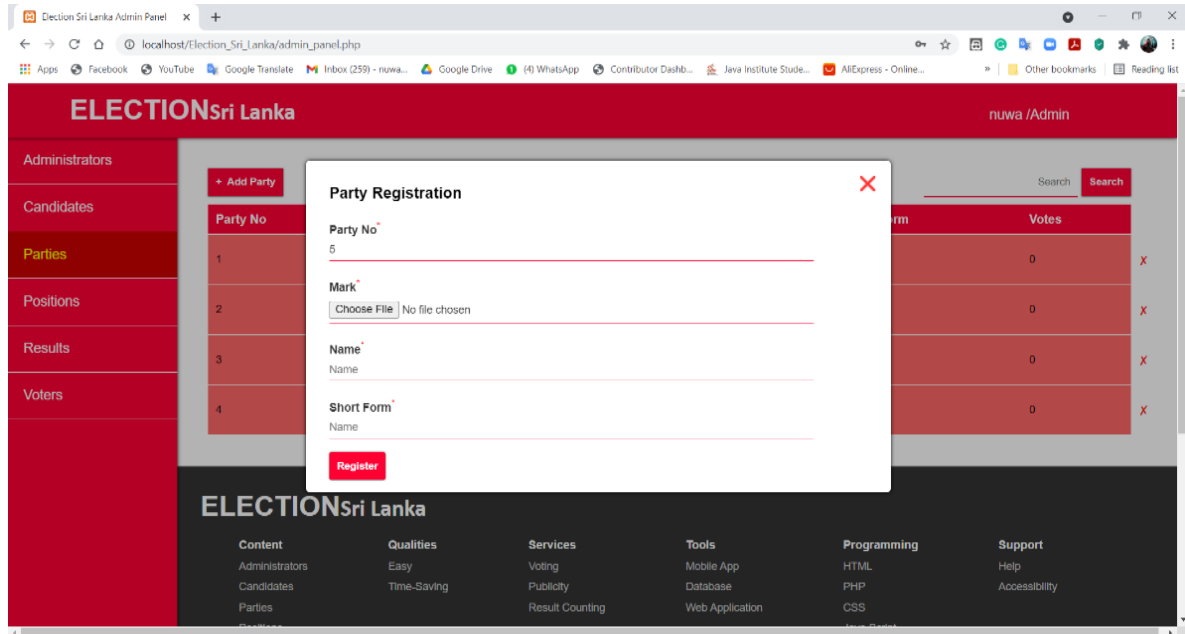 Election Sri Lanka Admin Panel
localhost/Election_Sri_Lanka/admin_panel.php
Apps Facebook YouTube Google Translate Inbox (259) - nuwa... Google Drive (4) WhatsApp Contributor Dashb... Java Institute Stude... AliExpress - Online... » Other bookmarks Reading list
ELECTIONSri Lanka nuwa /Admin
Administrators
Candidates
Parties
Positions
Results
Voters
+ Add Party Search Search
Party No rm Votes
1 0 X
2 0 X
3 0 X
4 0 X
Party Registration
Party No*
5
Mark*
Choose File No file chosen
Name*
Name
Short Form*
Name
Register
ELECTIONSri Lanka
Content Qualities Services Tools Programming Support
Administrators Easy Voting Mobile App HTML Help
Candidates Time-Saving Publicity Database PHP Accessibility
Parties Result Counting Web Application CSS